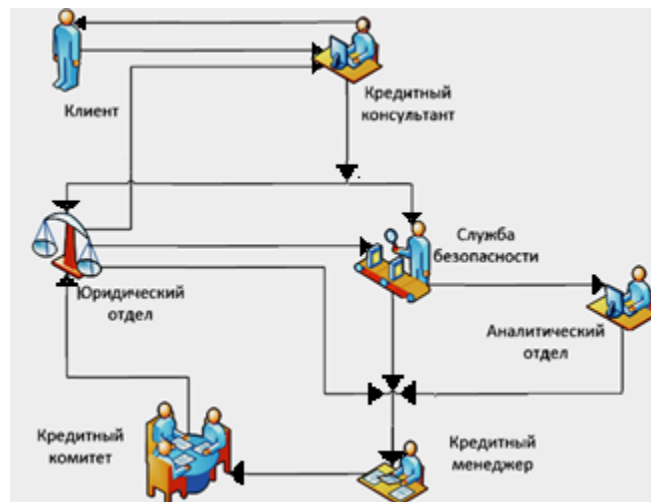 Клиент
Кредитный
консультант
Служба
безопасности
Юридический
отдел
Аналитический
отдел
Кредитный
комитет
Кредитный
менеджер